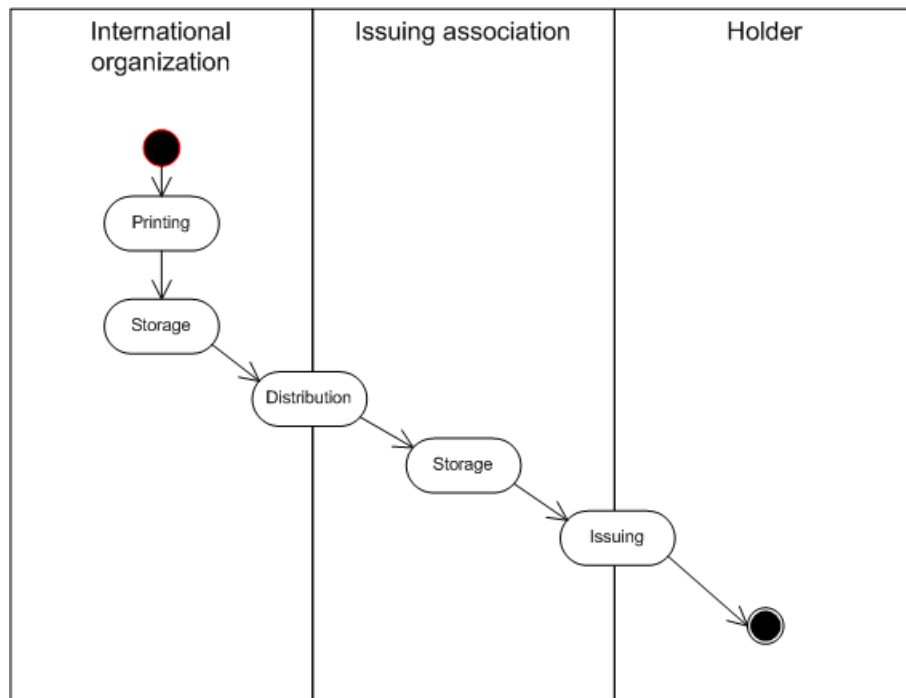 International
organization
Issuing association
Holder
Printing
Storage
Distribution
Storage
Issuing